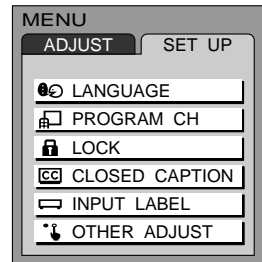 MENU
ADJUST SET UP
LANGUAGE
PROGRAM CH
LOCK
CC CLOSED CAPTION
INPUT LABEL
OTHER ADJUST